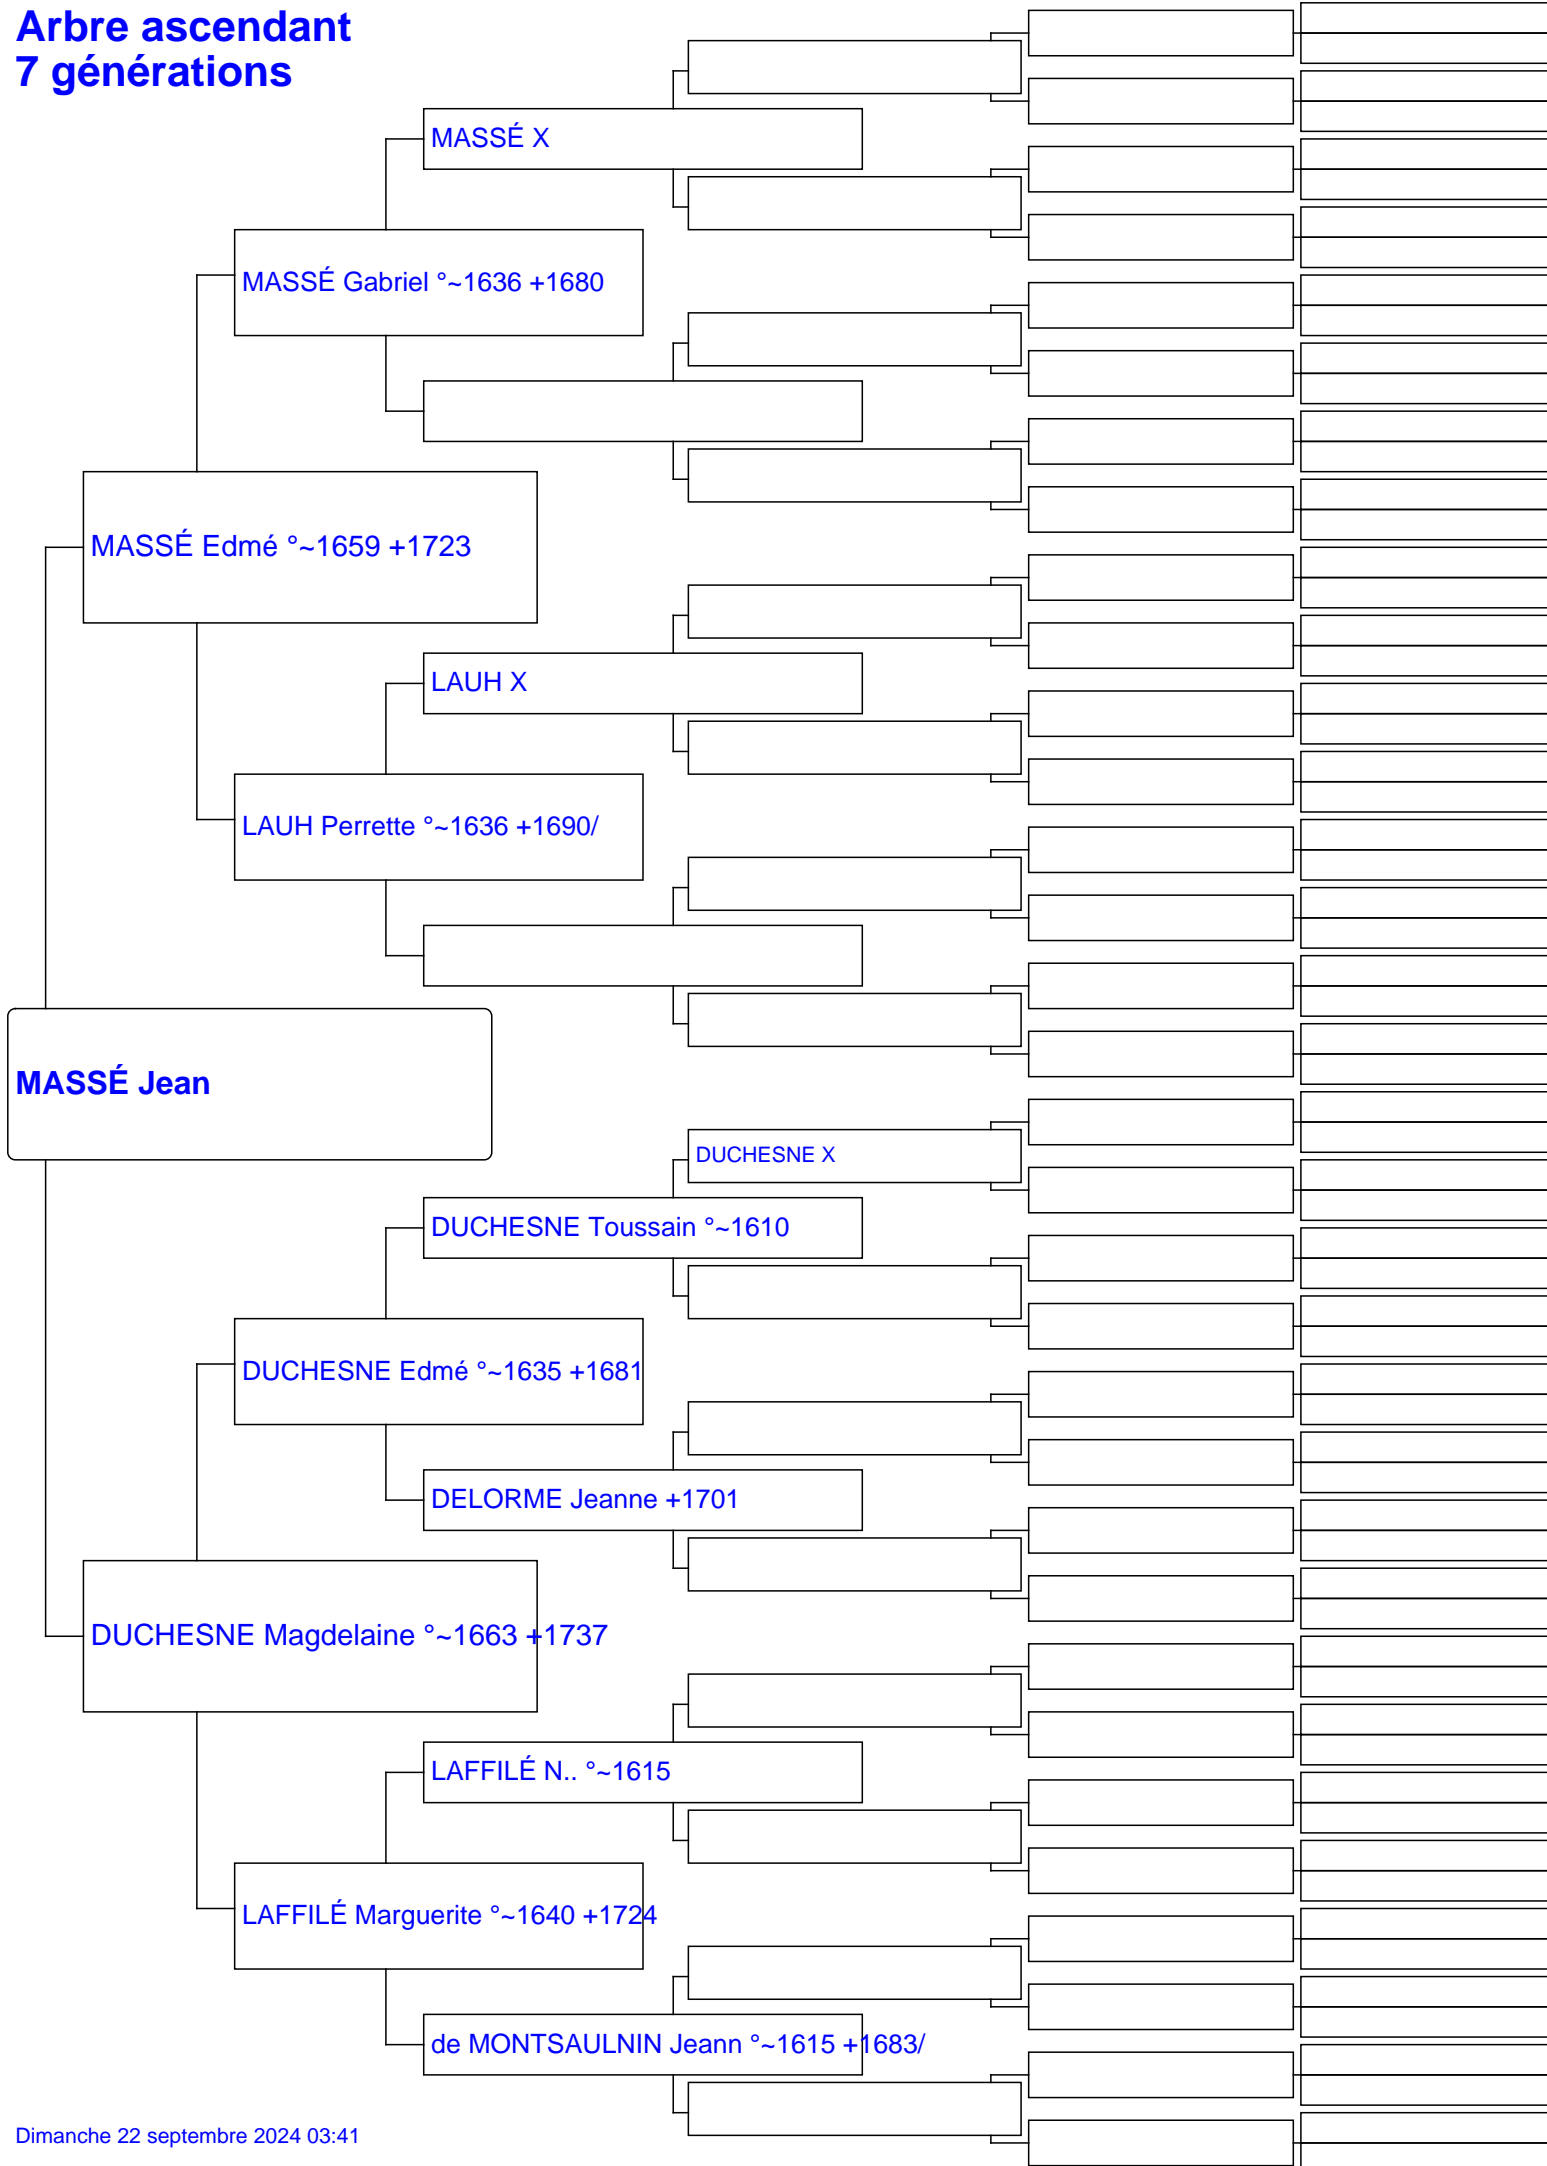 Arbre ascendant
7 générations
MASSÉ X
MASSÉ Gabriel °~1636 +1680
MASSÉ Edmé °~1659 +1723
LAUH X
LAUH Perrette °~1636 +1690/
MASSÉ Jean
DUCHESNE X
DUCHESNE Toussain °~1610
DUCHESNE Edmé °~1635 +1681
DELORME Jeanne +1701
DUCHESNE Magdelaine °~1663 +1737
LAFFILÉ N.. °~1615
LAFFILÉ Marguerite °~1640 +1724
de MONTSAULNIN Jeann °~1615 +1683/
Dimanche 22 septembre 2024 03:41